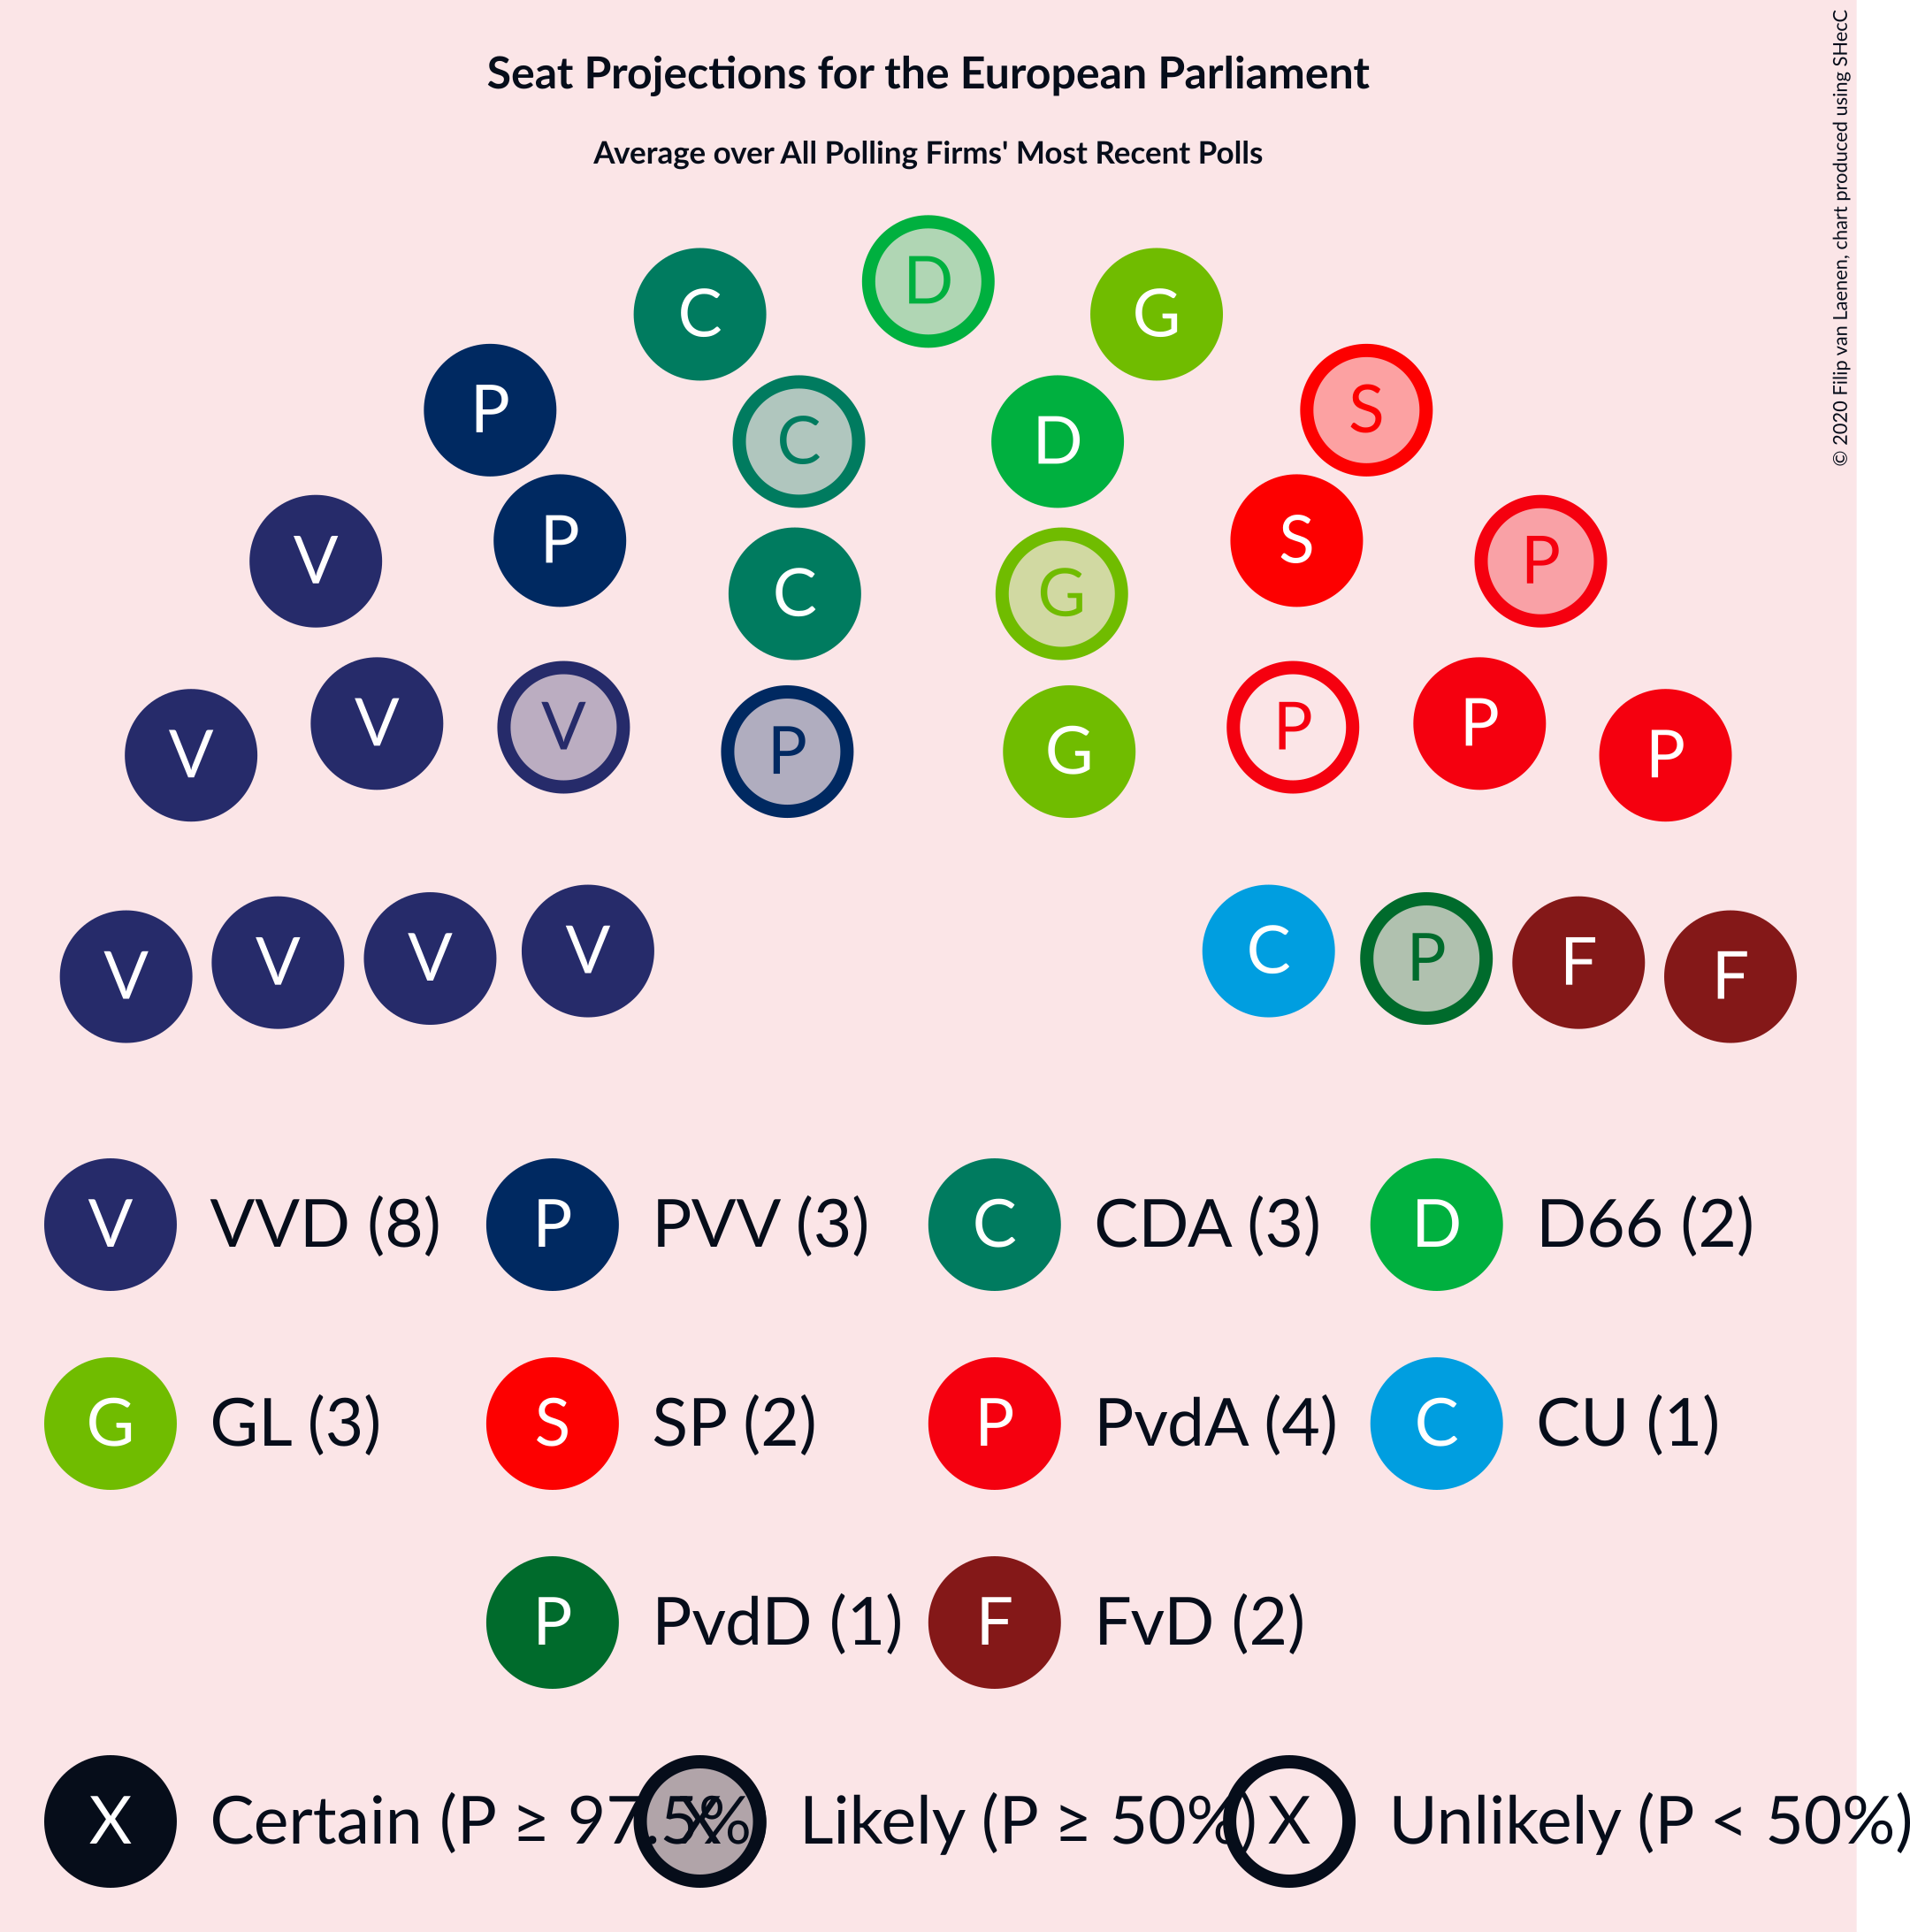 Seat Projections for the European Parliament
Average over All Polling Firms' Most Recent Polls
© 2020 Filip van Laenen, chart produced using SHecC
D
C G
P C D S
V P C G S P
V V V P G P P P
V V V V C P F F
V VVD (8) P PVV (3) C CDA (3) D D66 (2)
G GL (3) S SP (2) P PvdA (4) C CU (1)
P PvdD (1) F FvD (2)
X Certain (P ≥ 97.5% X Likely (P ≥ 50%) X Unlikely (P < 50%)